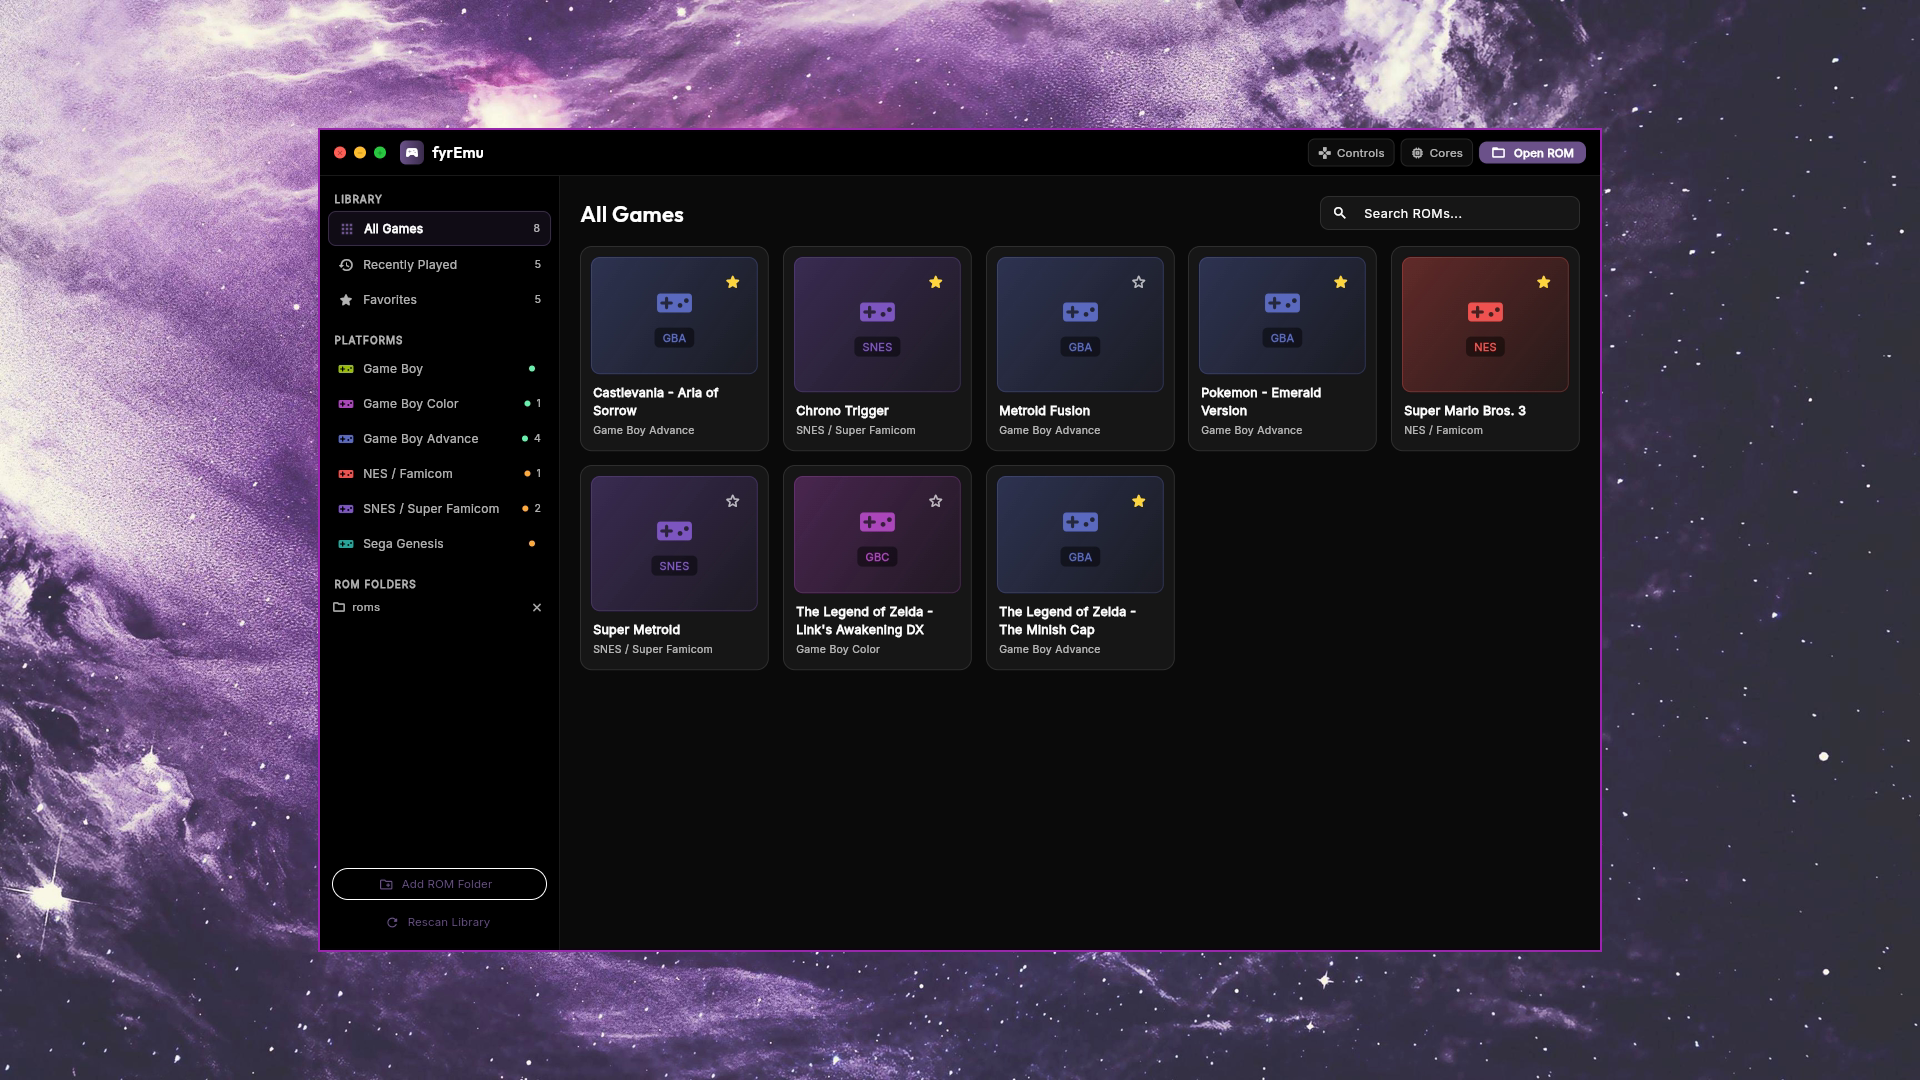 fyrEmu
Controls
Cores
Open ROM
LIBRARY
All Games 8
Recently Played 5
Favorites 5
PLATFORMS
Game Boy
Game Boy Color 1
Game Boy Advance 4
NES / Famicom 1
SNES / Super Famicom 2
Sega Genesis
ROM FOLDERS
roms
Add ROM Folder
Rescan Library
All Games
Search ROMs...
GBA
Castlevania - Aria of
Sorrow
Game Boy Advance
SNES
Chrono Trigger
SNES / Super Famicom
GBA
Metroid Fusion
Game Boy Advance
GBA
Pokemon - Emerald
Version
Game Boy Advance
NES
Super Mario Bros. 3
NES / Famicom
SNES
Super Metroid
SNES / Super Famicom
GBC
The Legend of Zelda -
Link's Awakening DX
Game Boy Color
GBA
The Legend of Zelda -
The Minish Cap
Game Boy Advance